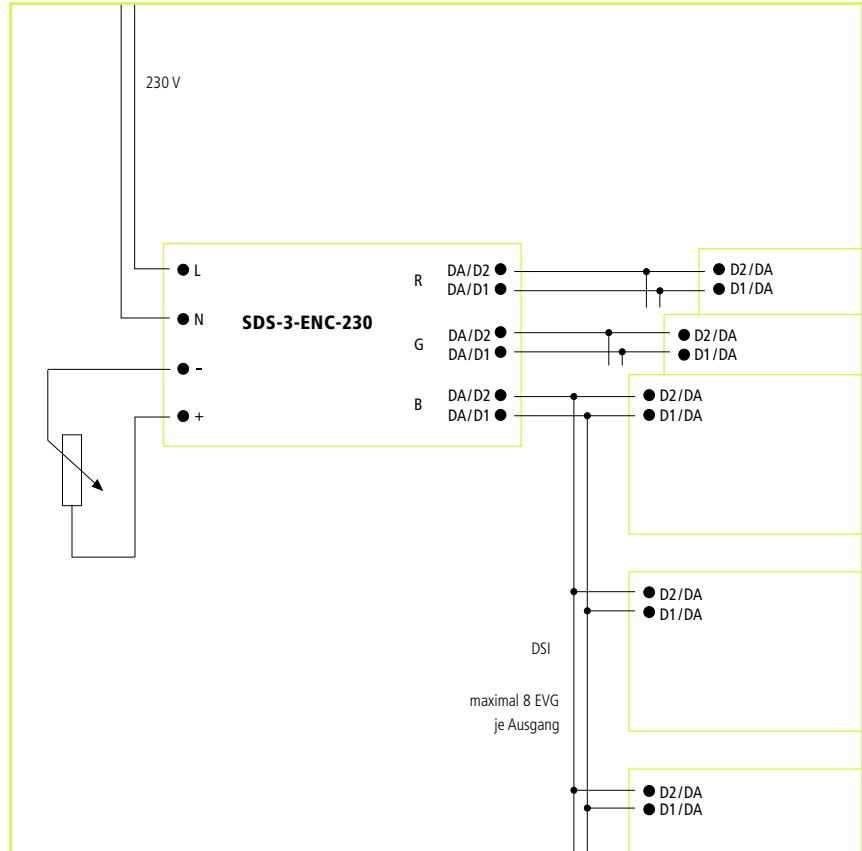 230 V
L
N
-
+
SDS-3-ENC-230
R
DA/D2
DA/D1
G
DA/D2
DA/D1
B
DA/D2
DA/D1
D2/DA
D1/DA
D2/DA
D1/DA
D2/DA
D1/DA
D2/DA
D1/DA
DSI
maximal 8 EVG
je Ausgang
D2/DA
D1/DA